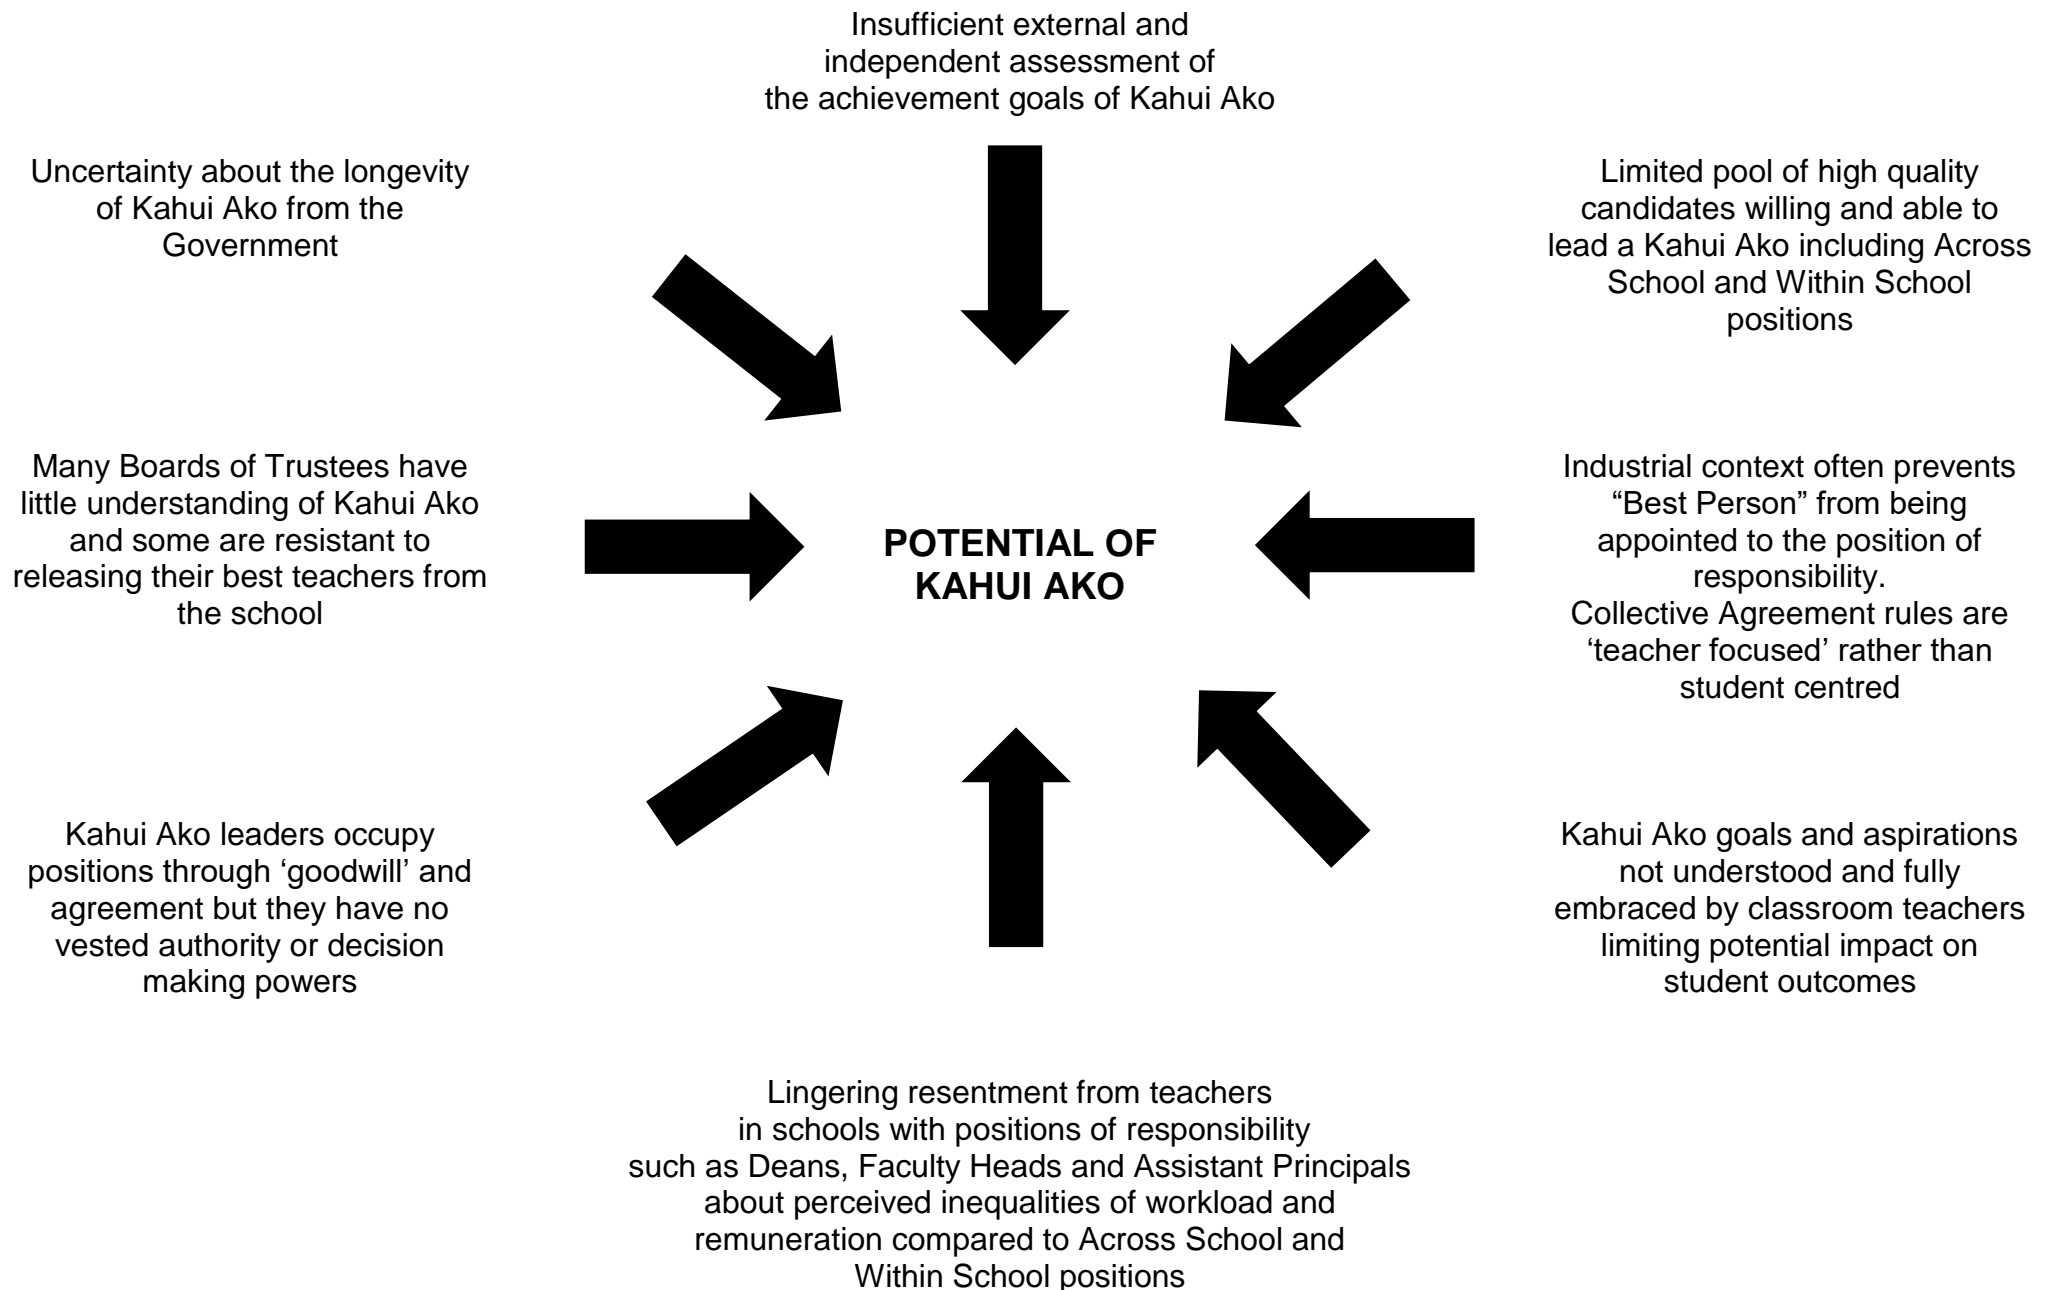 Insufficient external and
independent assessment of
the achievement goals of Kahui Ako
Uncertainty about the longevity
of Kahui Ako from the
Government
Limited pool of high quality
candidates willing and able to
lead a Kahui Ako including Across
School and Within School
positions
Many Boards of Trustees have
little understanding of Kahui Ako
and some are resistant to
releasing their best teachers from
the school
POTENTIAL OF
KAHUI AKO
Industrial context often prevents
“Best Person” from being
appointed to the position of
responsibility.
Collective Agreement rules are
‘teacher focused’ rather than
student centred
Kahui Ako leaders occupy
positions through ‘goodwill’ and
agreement but they have no
vested authority or decision
making powers
Kahui Ako goals and aspirations
not understood and fully
embraced by classroom teachers
limiting potential impact on
student outcomes
Lingering resentment from teachers
in schools with positions of responsibility
such as Deans, Faculty Heads and Assistant Principals
about perceived inequalities of workload and
remuneration compared to Across School and
Within School positions